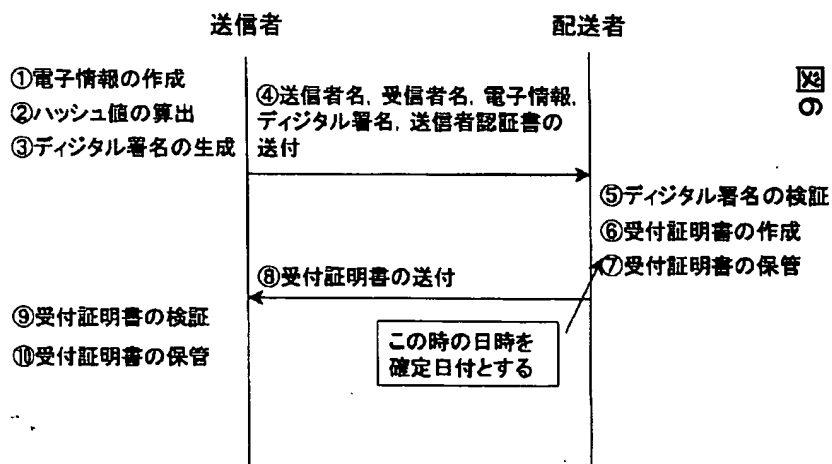 送信者
配送者
図6
①電子情報の作成
②ハッシュ値の算出
③ディジタル署名の生成
④送信者名, 受信者名, 電子情報,
ディジタル署名, 送信者認証書の
送付
⑤ディジタル署名の検証
⑥受付証明書の作成
⑦受付証明書の保管
⑧受付証明書の送付
⑨受付証明書の検証
⑩受付証明書の保管
この時の日時を
確定日付とする